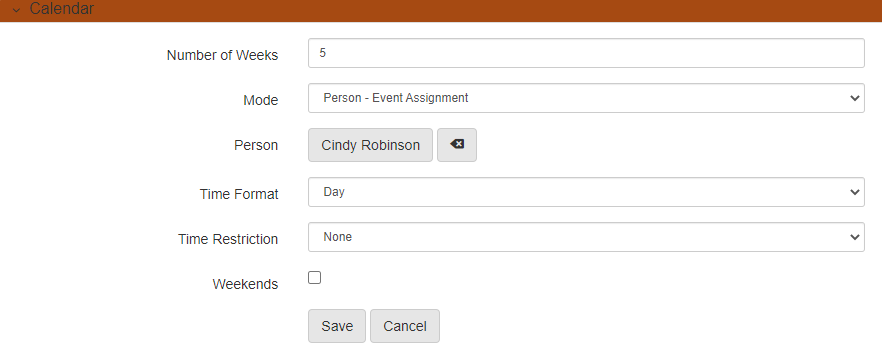 Calendar
Number of Weeks 5
Mode Person - Event Assignment
Person Cindy Robinson
Time Format Day
Time Restriction None
Weekends
Save Cancel